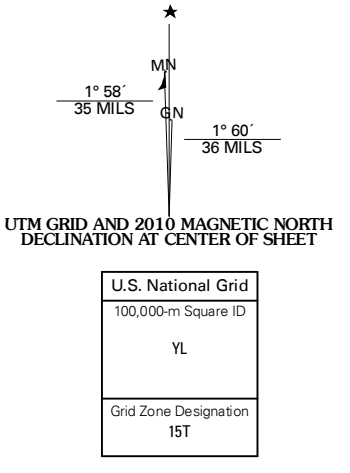 MN
1° 58´
35 MILS
GN
1° 60´
36 MILS
UTM GRID AND 2010 MAGNETIC NORTH
DECLINATION AT CENTER OF SHEET
U.S. National Grid
100,000-m Square ID
YL
Grid Zone Designation
15T